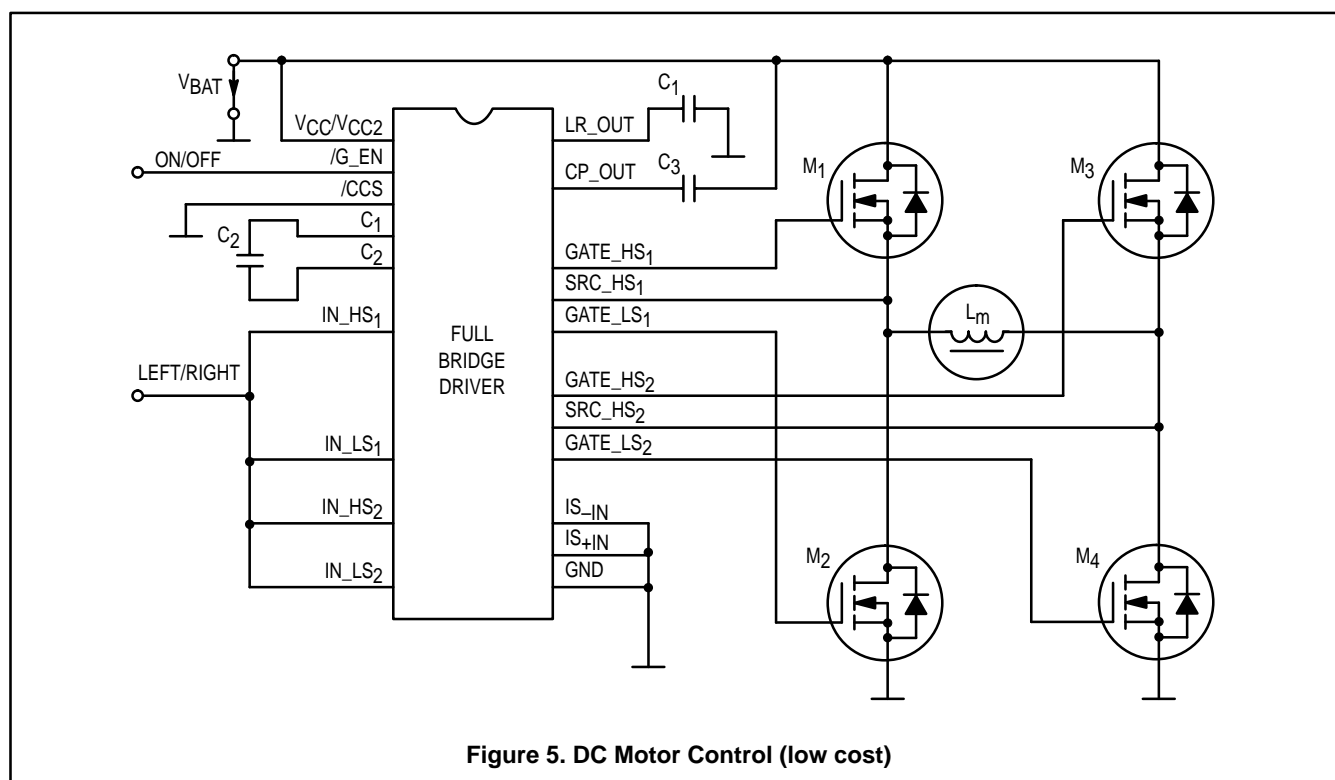 VBAT
ON/OFF
LEFT/RIGHT
C2
VCC/VCC2
/G_EN
/CCS
C1
C2
IN_HS1
IN_LS1
IN_HS2
IN_LS2
FULL
BRIDGE
DRIVER
LR_OUT
CP_OUT
GATE_HS1
SRC_HS1
GATE_LS1
GATE_HS2
SRC_HS2
GATE_LS2
IS–IN
IS+IN
GND
C1
C3
M1
M3
Lm
M2
M4
Figure 5. DC Motor Control (low cost)